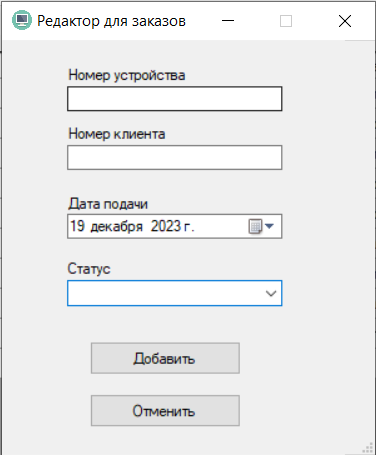 Редактор для заказов
Номер устройства
Номер клиента
Дата подачи
19 декабря 2023 г.
Статус
Добавить
Отменить